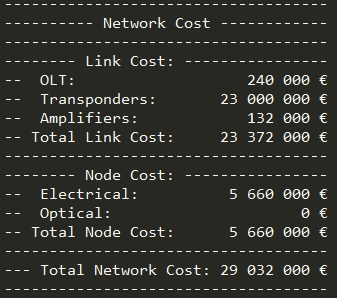 -----------------------------------
---------- Network Cost -----------
-----------------------------------
-------- Link Cost: ---------------
--  OLT:                  240 000 €
--  Transponders:      23 000 000 €
--  Amplifiers:           132 000 €
-- Total Link Cost:    23 372 000 €
-----------------------------------
-------- Node Cost: ---------------
--  Electrical:         5 660 000 €
--  Optical:                    0 €
-- Total Node Cost:     5 660 000 €
-----------------------------------
--- Total Network Cost: 29 032 000 €
-----------------------------------